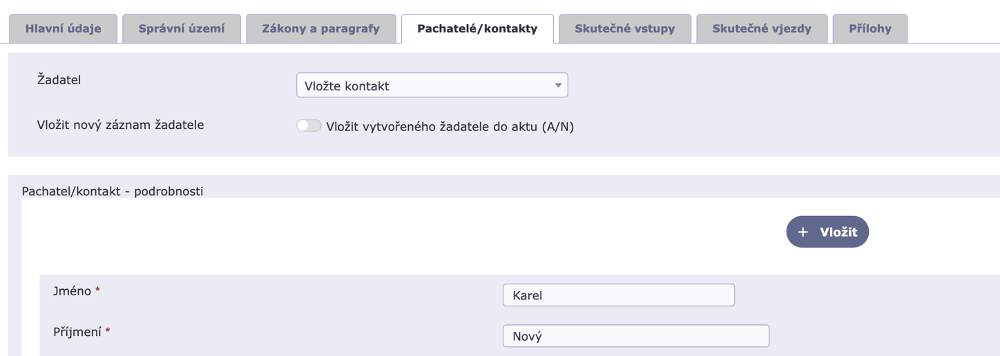 Hlavní údaje Správní území Zákony a paragrafy Pachatelé/kontakty Skutečné vstupy Skutečné vjezdy Přílohy
Žadatel Vložte kontakt
Vložit nový záznam žadatele Vložit vytvořeného žadatele do aktu (A/N)
Pachatel/kontakt - podrobnosti
+ Vložit
Jméno * Karel
Příjmení * Nový